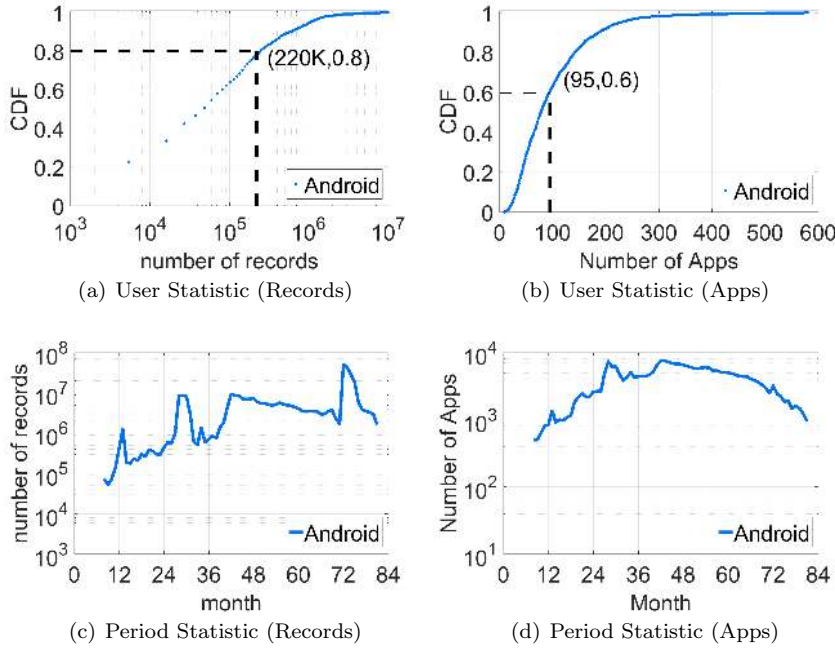 1
0.8
0.6
0.4
0.2
0
CDF
(220K,0.8)
Android
10^3 10^4 10^5 10^6 10^7
number of records
(a) User Statistic (Records)
1
0.8
0.6
0.4
0.2
0
CDF
(95,0.6)
Android
0 100 200 300 400 500 600
Number of Apps
(b) User Statistic (Apps)
10^8
10^7
10^6
10^5
10^4
10^3
number of records
Android
0 12 24 36 48 60 72 84
month
(c) Period Statistic (Records)
10^4
10^3
10^2
10^1
Number of Apps
Android
0 12 24 36 48 60 72 84
Month
(d) Period Statistic (Apps)